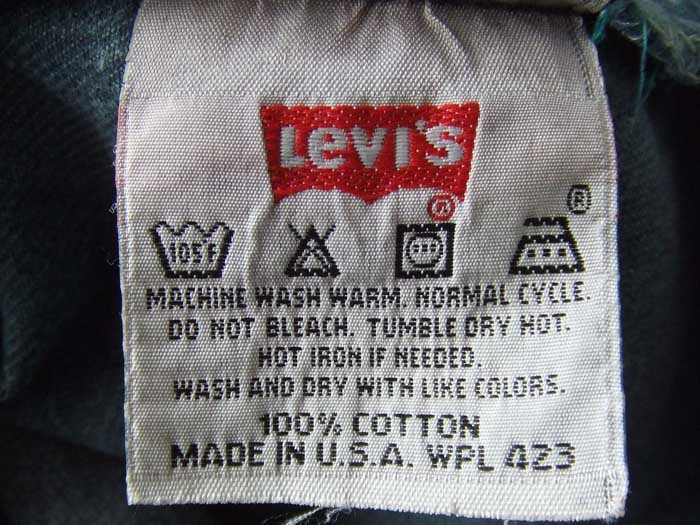 Levi's
®
®
105F
MACHINE WASH WARM. NORMAL CYCLE.
DO NOT BLEACH. TUMBLE DRY HOT.
HOT IRON IF NEEDED.
WASH AND DRY WITH LIKE COLORS.
100% COTTON
MADE IN U.S.A. WPL 423